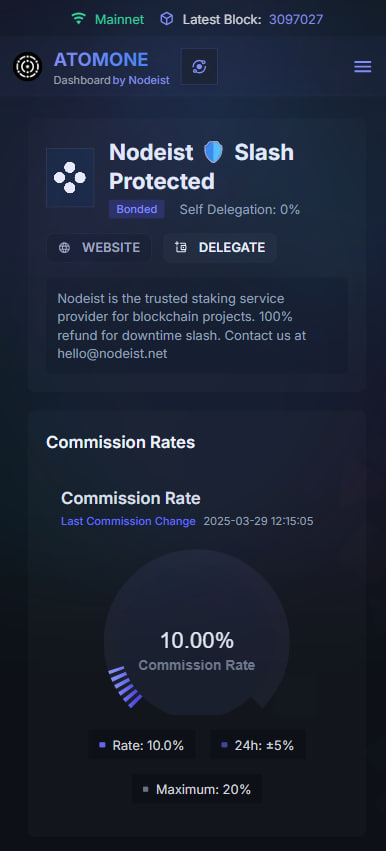 Mainnet Latest Block: 3097027
ATOMONE
Dashboard by Nodeist
Nodeist 🛡️ Slash
Protected
Bonded Self Delegation: 0%
WEBSITE DELEGATE
Nodeist is the trusted staking service
provider for blockchain projects. 100%
refund for downtime slash. Contact us at
hello@nodeist.net
Commission Rates
Commission Rate
Last Commission Change 2025-03-29 12:15:05
10.00%
Commission Rate
Rate: 10.0% 24h: ±5%
Maximum: 20%